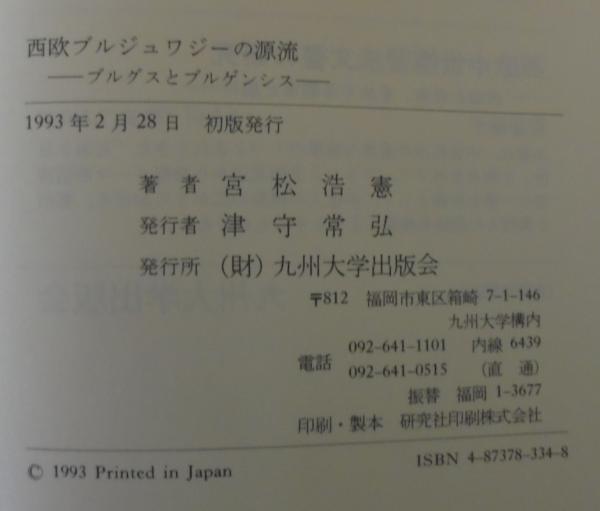 西欧ブルジュワジーの源流
――ブルグスとブルゲンシス――
1993年2月28日 初版発行
著者 宮松浩憲
発行者 津守常弘
発行所 (財)九州大学出版会
〒812 福岡市東区箱崎 7-1-146
九州大学構内
電話 092-641-1101 内線 6439
092-641-0515 (直通)
振替 福岡 1-3677
印刷・製本 研究社印刷株式会社
© 1993 Printed in Japan
ISBN 4-87378-334-8